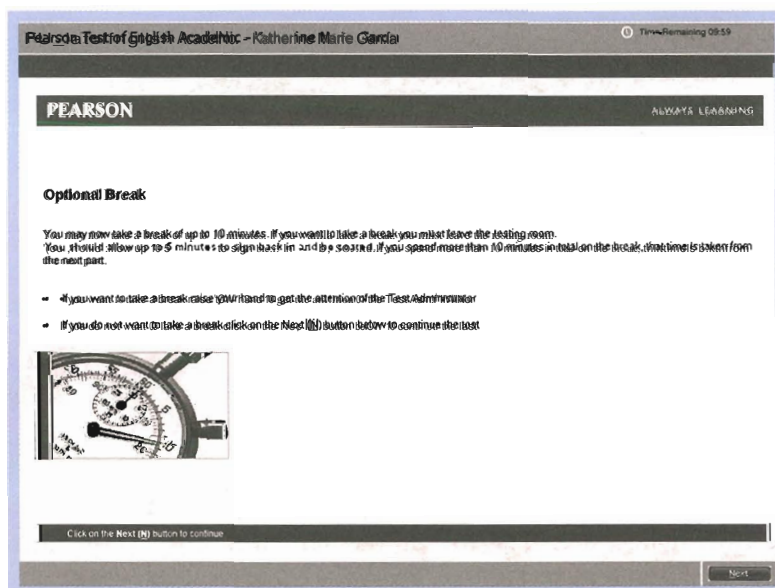 Pearson Test of English Academic - Katherine Marie Garcia
Time Remaining 09:59
PEARSON
ALWAYS LEARNING
Optional Break
You may now take a break of up to 10 minutes. If you want to take a break you must leave the testing room.
You should allow up to 5 minutes to sign back in and be seated. If you spend more than 10 minutes in total on the break, that time is taken from
the next part.
If you want to take a break raise your hand to get the attention of the Test Administrator
If you do not want to take a break click on the Next (N) button below to continue the test
Click on the Next (N) button to continue
Next